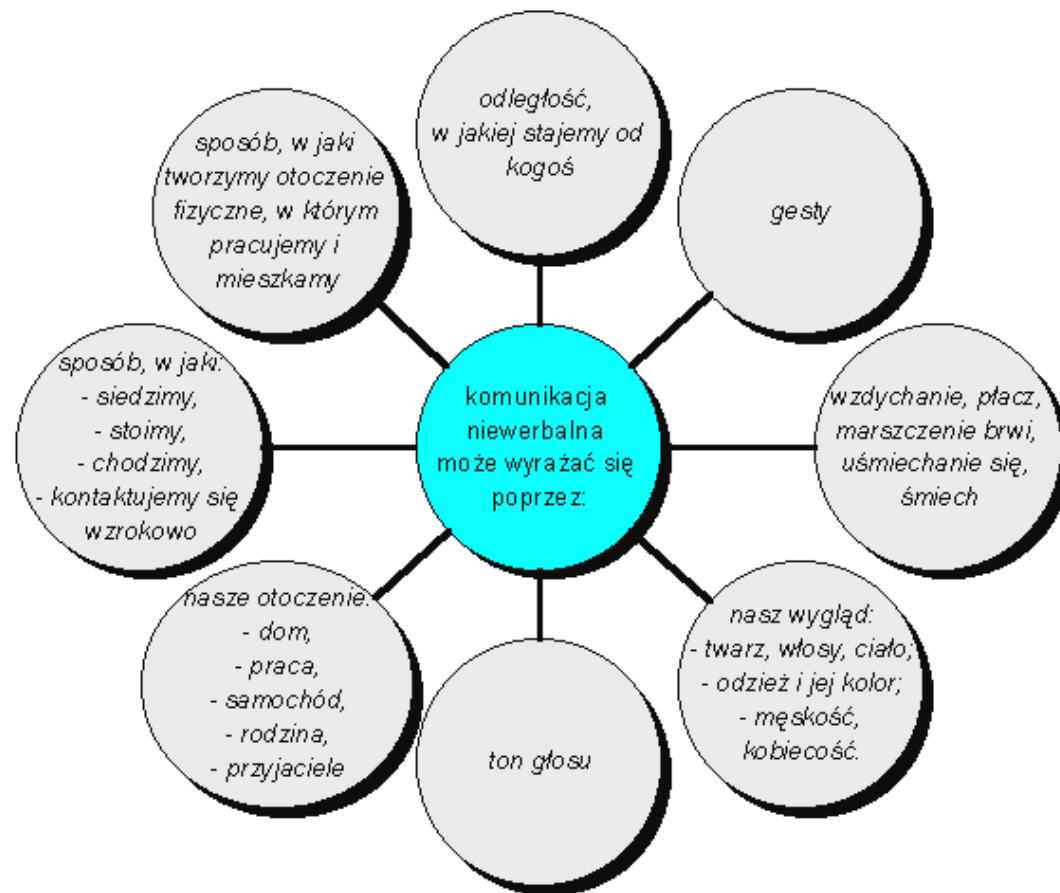 odległość,
w jakiej stajemy od
kogoś
gesty
wzdychanie, płacz,
marszczenie brwi,
uśmiechanie się,
śmiech
nasz wygląd:
- twarz, włosy, ciało;
- odzież i jej kolor;
- męskość,
kobiecość.
ton głosu
nasze otoczenie:
- dom,
- praca,
- samochód,
- rodzina,
- przyjaciele
sposób, w jaki:
- siedzimy,
- stoimy,
- chodzimy,
- kontaktujemy się
wzrokowo
sposób, w jaki
tworzymy otoczenie
fizyczne, w którym
pracujemy i
mieszkamy
komunikacja
niewerbalna
może wyrażać się
poprzez: